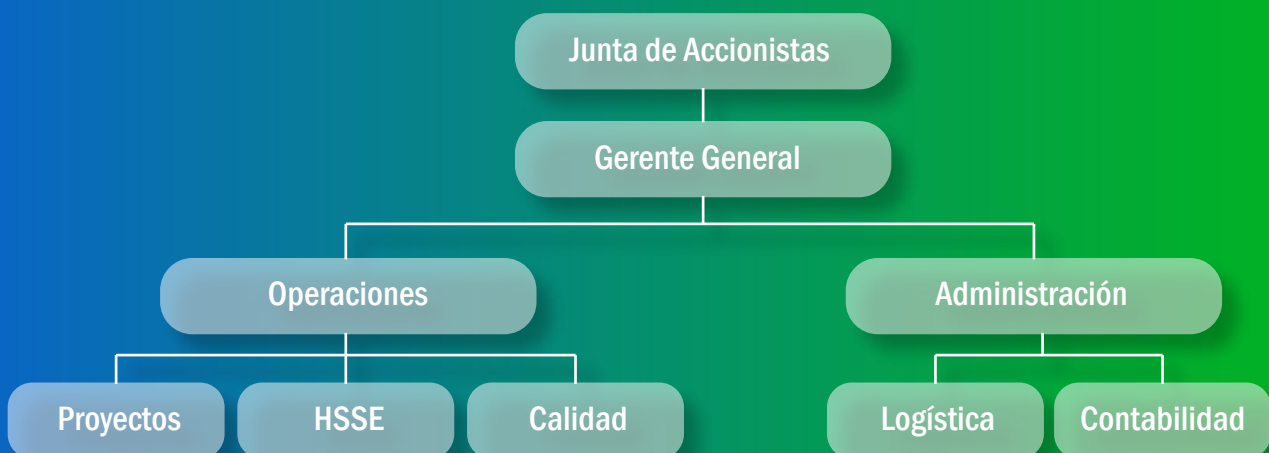 Junta de Accionistas
Gerente General
Operaciones
Administración
Proyectos
HSSE
Calidad
Logística
Contabilidad